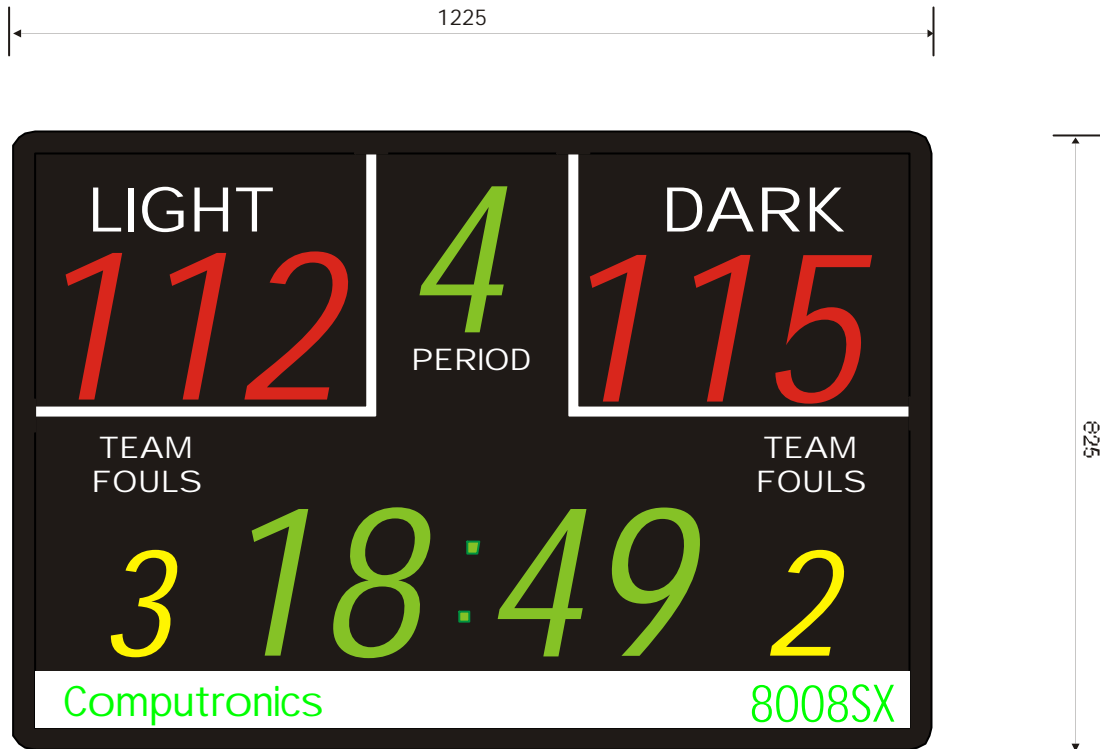 1225
LIGHT
4
DARK
112
115
PERIOD
825
TEAM
FOULS
TEAM
FOULS
3
18:49
2
Computronics
8008SX